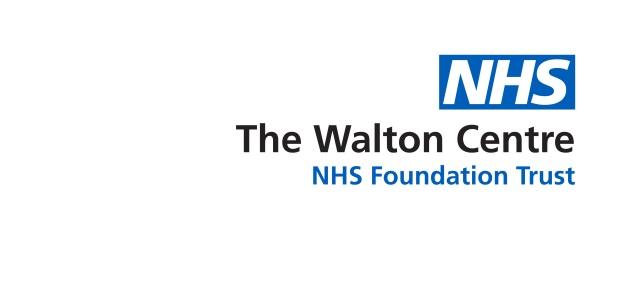 NHS
The Walton Centre
NHS Foundation Trust